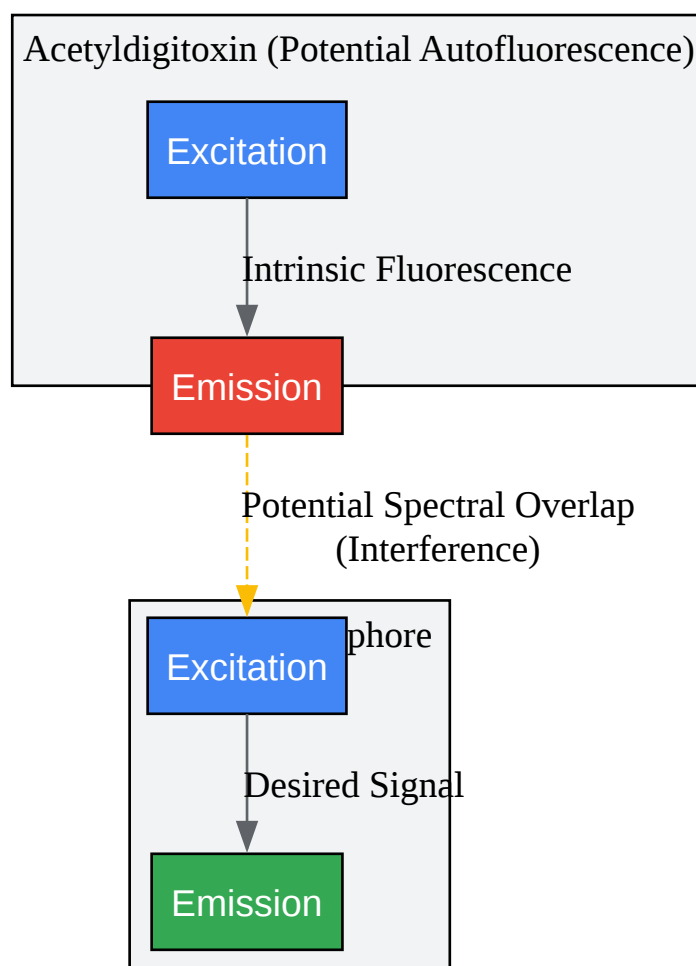 Acetyldigitoxin (Potential Autofluorescence)
Excitation
Intrinsic Fluorescence
Emission
Potential Spectral Overlap
(Interference)
phore
Excitation
Desired Signal
Emission